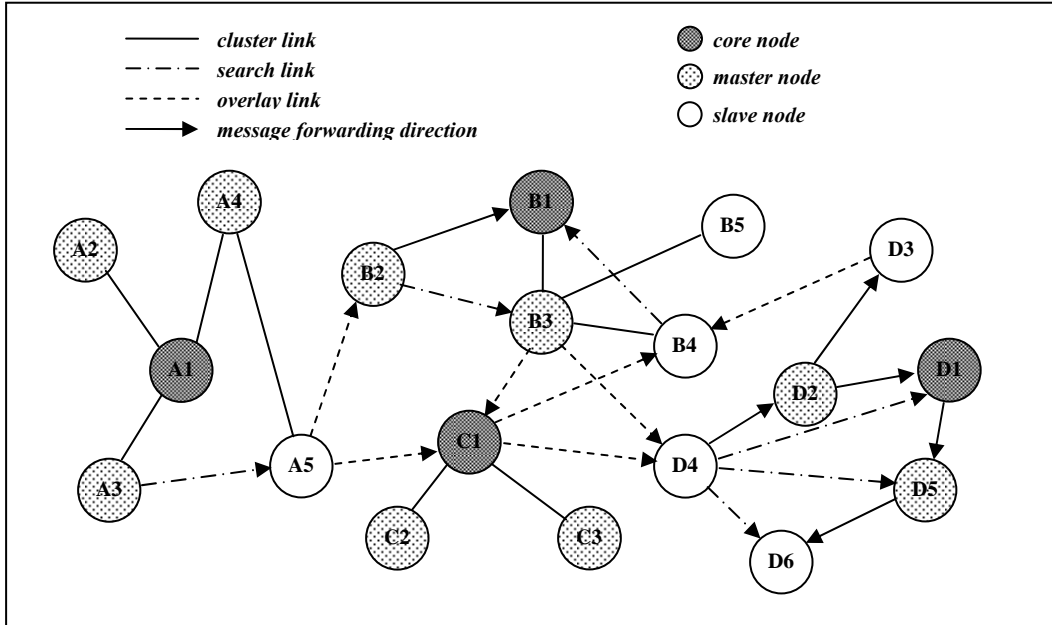 cluster link
search link
overlay link
message forwarding direction
core node
master node
slave node
A4
B1
B5
A2
B2
D3
B3
B4
A1
D2
D1
C1
A5
D4
A3
D5
C2
C3
D6